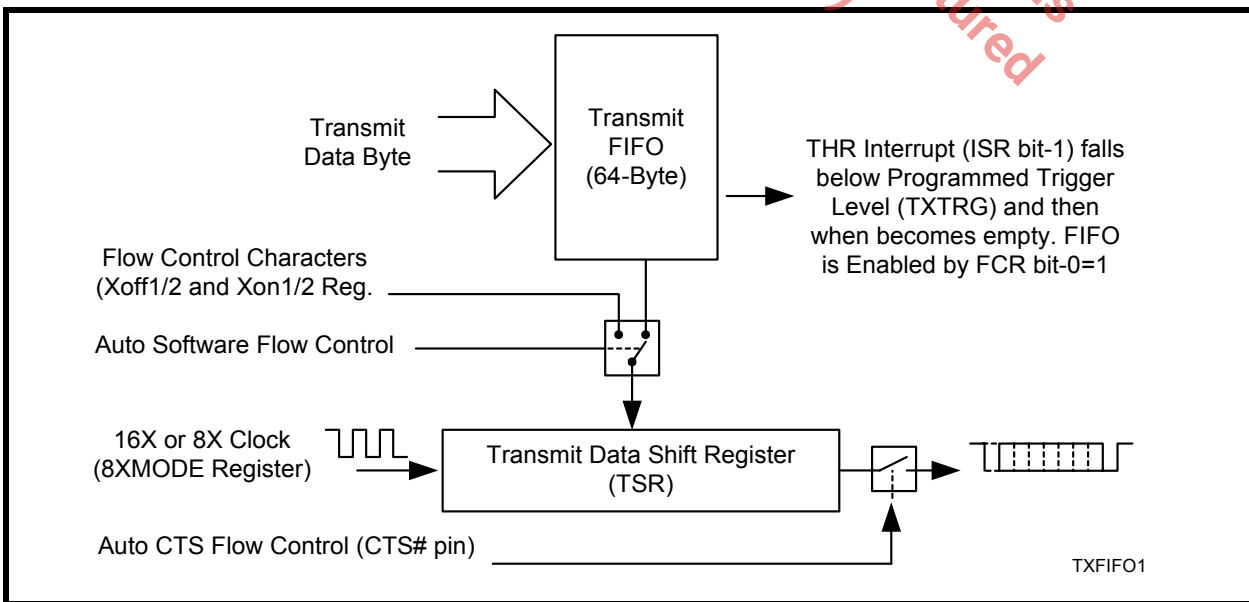 Transmit
Data Byte
Transmit
FIFO
(64-Byte)
THR Interrupt (ISR bit-1) falls
below Programmed Trigger
Level (TXTRG) and then
when becomes empty. FIFO
is Enabled by FCR bit-0=1
Flow Control Characters
(Xoff1/2 and Xon1/2 Reg.
Auto Software Flow Control
16X or 8X Clock
(8XMODE Register)
Transmit Data Shift Register
(TSR)
Auto CTS Flow Control (CTS# pin)
TXFIFO1